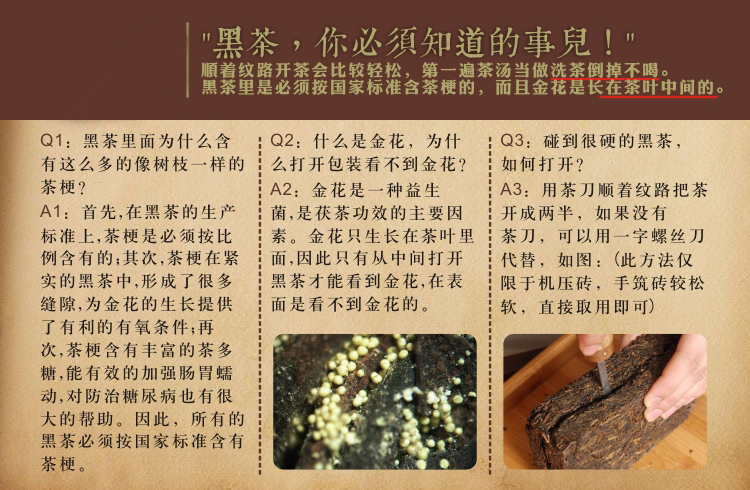 "黑茶，你必須知道的事兒！"
顺着纹路开茶会比较轻松，第一遍茶汤当做洗茶倒掉不喝。
黑茶里是必须按国家标准含茶梗的，而且金花是长在茶叶中间的。
Q1：黑茶里面为什么含
有这么多的像树枝一样的
茶梗？
A1：首先,在黑茶的生产
标准上,茶梗是必须按比
例含有的;其次,茶梗在紧
实的黑茶中,形成了很多
缝隙,为金花的生长提供
了有利的有氧条件;再
次,茶梗含有丰富的茶多
糖,能有效的加强肠胃蠕
动,对防治糖尿病也有很
大的帮助。因此，所有的
黑茶必须按国家标准含有
茶梗。
Q2：什么是金花，为什
么打开包装看不到金花？
A2：金花是一种益生
菌,是茯茶功效的主要因
素。金花只生长在茶叶里
面,因此只有从中间打开
黑茶才能看到金花,在表
面是看不到金花的。
Q3：碰到很硬的黑茶，
如何打开？
A3：用茶刀顺着纹路把茶
开成两半，如果没有
茶刀，可以用一字螺丝刀
代替，如图：(此方法仅
限于机压砖，手筑砖较松
软，直接取用即可)